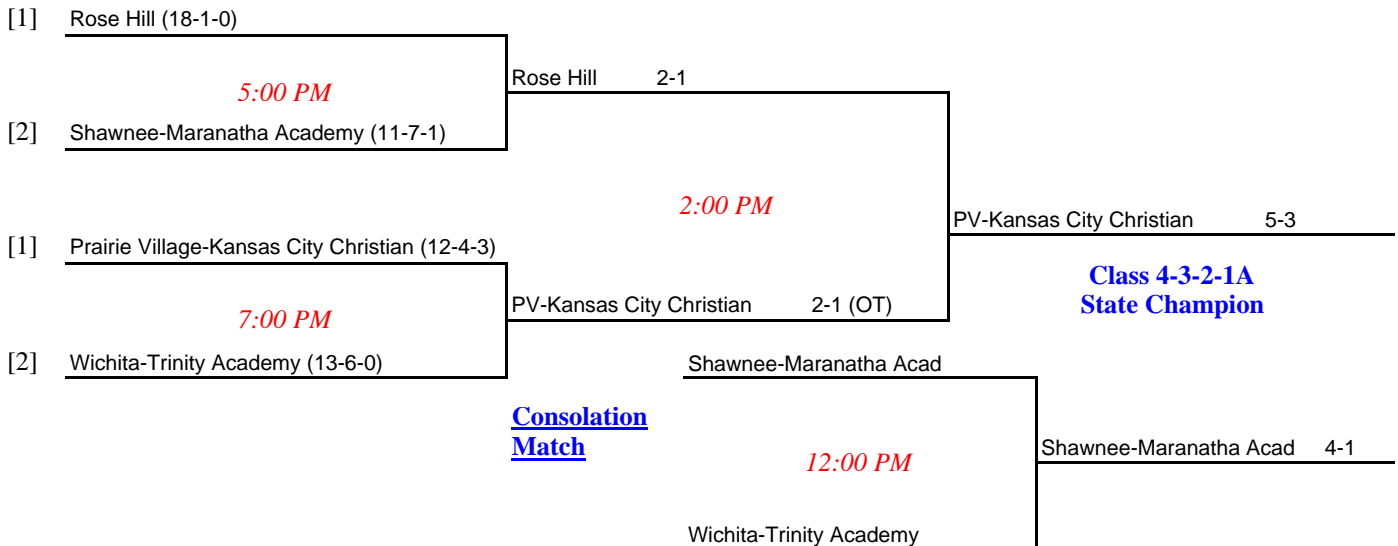 [1] Rose Hill (18-1-0)
5:00 PM
Rose Hill 2-1
[2] Shawnee-Maranatha Academy (11-7-1)
2:00 PM
PV-Kansas City Christian 5-3
[1] Prairie Village-Kansas City Christian (12-4-3)
Class 4-3-2-1A
State Champion
7:00 PM
PV-Kansas City Christian 2-1 (OT)
[2] Wichita-Trinity Academy (13-6-0)
Shawnee-Maranatha Acad
Consolation
Match
12:00 PM
Shawnee-Maranatha Acad 4-1
Wichita-Trinity Academy